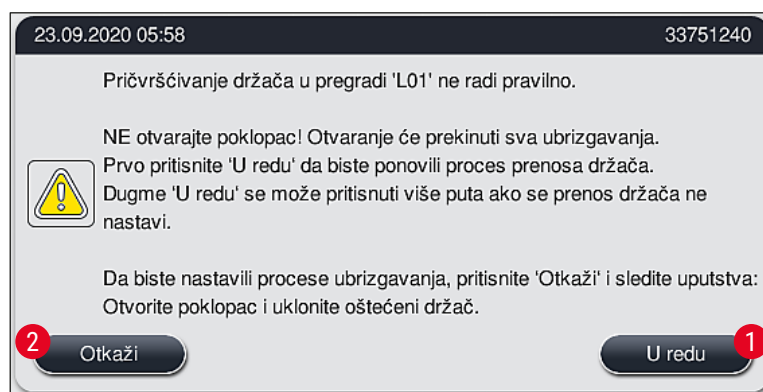 23.09.2020 05:58 33751240
Pričvršćivanje držača u pregradi 'L01' ne radi pravilno.
NE otvarajte poklopac! Otvaranje će prekinuti sva ubrizgavanja.
Prvo pritisnite 'U redu' da biste ponovili proces prenosa držača.
Dugme 'U redu' se može pritisnuti više puta ako se prenos držača ne
nastavi.
Da biste nastavili procese ubrizgavanja, pritisnite 'Otkaži' i sledite uputstva:
Otvorite poklopac i uklonite oštećeni držač.
2 Otkaži U redu 1